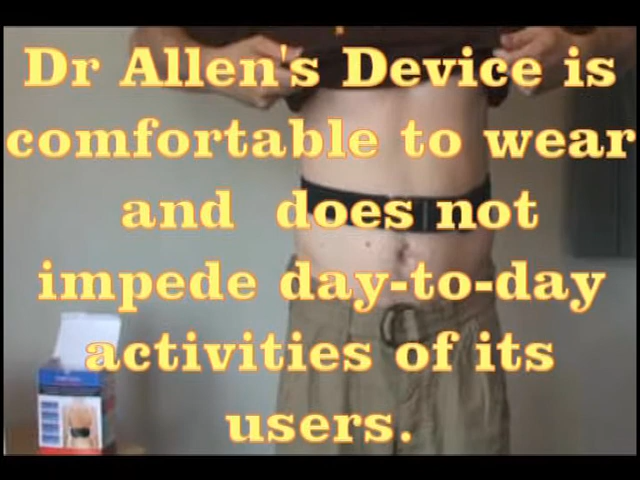 Dr Allen's Device is
comfortable to wear
and does not
impede day-to-day
activities of its
users.